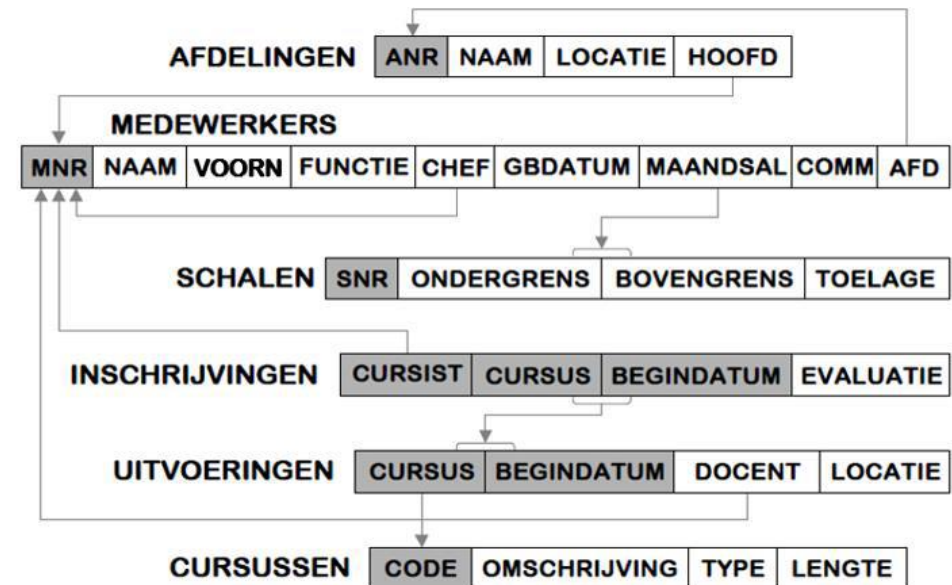 AFDELINGEN ANR NAAM LOCATIE HOOFD
MEDEWERKERS
MNR NAAM VOORN FUNCTIE CHEF GBDATUM MAANDSAL COMM AFD
SCHALEN SNR ONDERGRENS BOVENGRENS TOELAGE
INSCHRIJVINGEN CURSIST CURSUS BEGINDATUM EVALUATIE
UITVOERINGEN CURSUS BEGINDATUM DOCENT LOCATIE
CURSUSSEN CODE OMSCHRIJVING TYPE LENGTE